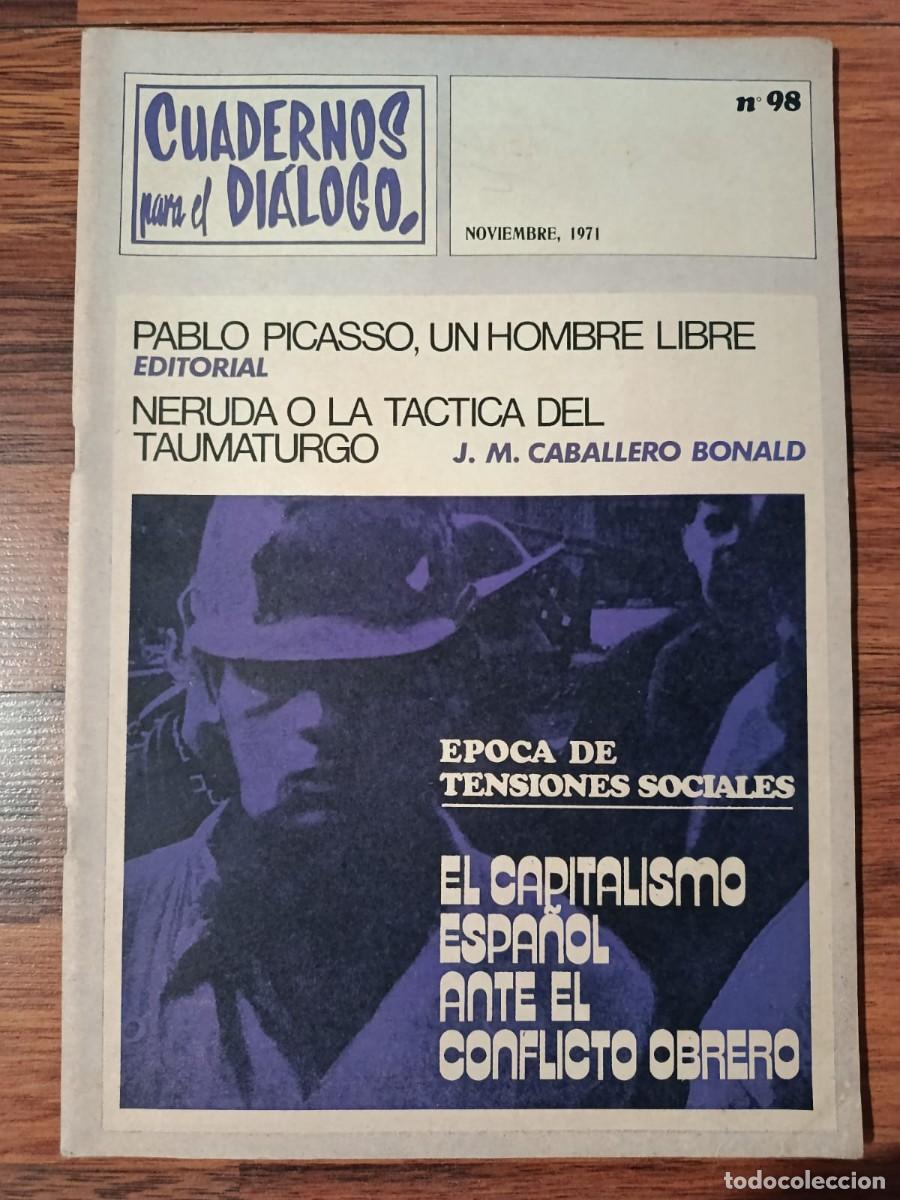 CUADERNOS
para el DIÁLOGO.
nº 98
NOVIEMBRE, 1971
PABLO PICASSO, UN HOMBRE LIBRE
EDITORIAL
NERUDA O LA TACTICA DEL
TAUMATURGO J. M. CABALLERO BONALD
EPOCA DE
TENSIONES SOCIALES
EL CAPITALISMO
ESPAÑOL
ANTE EL
CONFLICTO OBRERO
todocoleccion